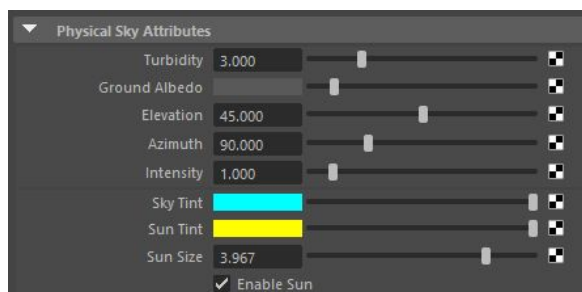 Physical Sky Attributes
Turbidity 3.000
Ground Albedo
Elevation 45.000
Azimuth 90.000
Intensity 1.000
Sky Tint
Sun Tint
Sun Size 3.967
Enable Sun